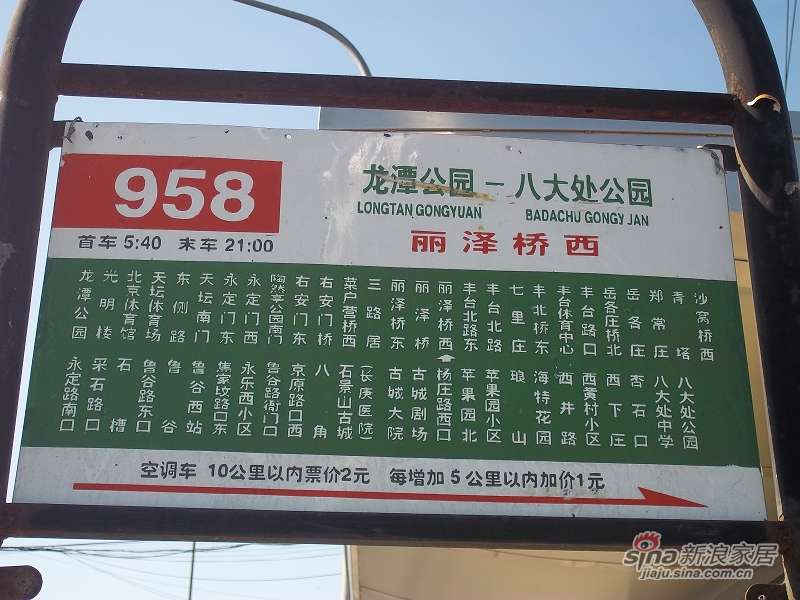 958
龙潭公园 — 八大处公园
LONGTAN GONGYUAN BADACHU GONGYJAN
首车 5:40 末车 21:00
丽泽桥西
龙潭公园
光明楼
北京体育馆
天坛体育场
东侧路
天坛南门
永定门东
永定门西
陶然亭公园南门
右安门东
右安门桥
菜户营桥西
三路居
丽泽桥东
丽泽桥
丽泽桥西
丰台北路东
丰台北路
七里庄
丰北桥东
丰台体育中心
丰台路口
岳各庄桥北
岳各庄
郑常庄
青塔
沙窝桥西
永定路南口
采石路口
石槽
鲁谷路东口
鲁谷
鲁谷西站
焦家坟路口东
永乐西小区
鲁谷路衙门口
京原路口西
八角
石景山古城
(长庚医院)
古城大院
古城剧场
杨庄路西口
苹果园北
苹果园小区
琅山
海特花园
西井路
西黄村小区
西下庄
杏石口
八大处中学
八大处公园
空调车 10公里以内票价2元 每增加5公里以内加价1元
sina 新浪家居
jiaju.sina.com.cn